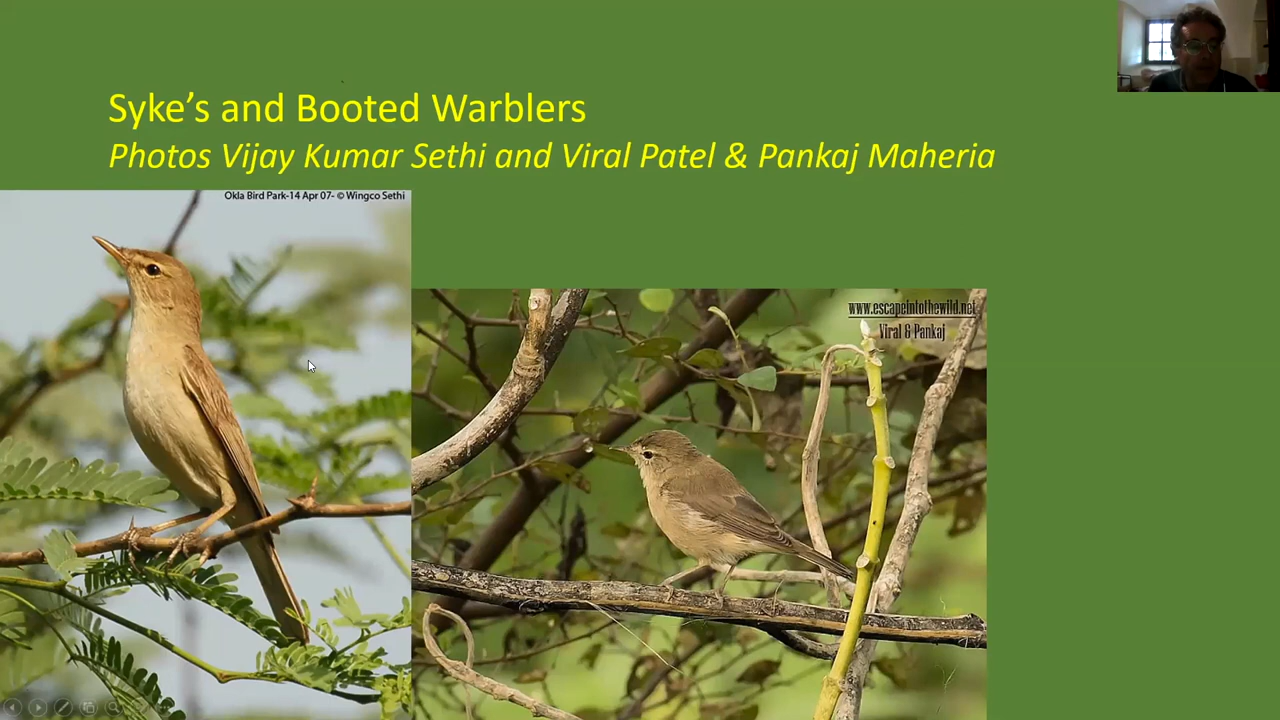 Syke’s and Booted Warblers
Photos Vijay Kumar Sethi and Viral Patel & Pankaj Maheria
Okla Bird Park-14 Apr 07- © Wingco Sethi
www.escapeintothewild.net
Viral & Pankaj